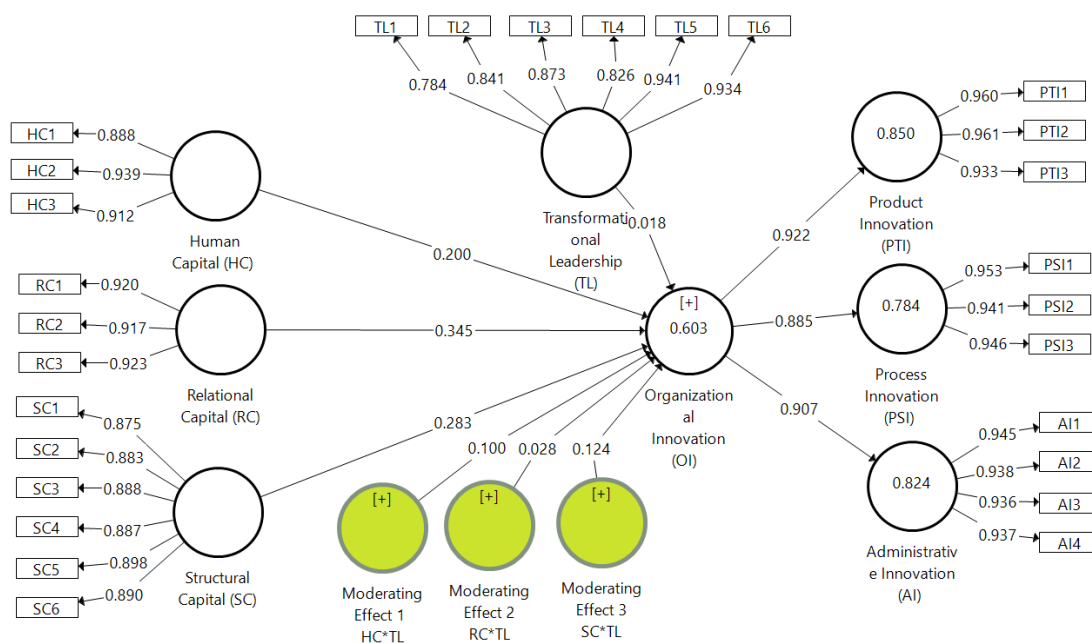 TL1
TL2
TL3
TL4
TL5
TL6
0.784
0.841
0.873
0.826
0.941
0.934
HC1
HC2
HC3
0.888
0.939
0.912
Human
Capital (HC)
Transformati
onal
Leadership
(TL)
-0.018
0.200
RC1
RC2
RC3
0.920
0.917
0.923
Relational
Capital (RC)
0.345
SC1
SC2
SC3
SC4
SC5
SC6
0.875
0.883
0.888
0.887
0.898
0.890
Structural
Capital (SC)
0.283
0.100
0.028
0.124
[+]
Moderating
Effect 1
HC*TL
[+]
Moderating
Effect 2
RC*TL
[+]
Moderating
Effect 3
SC*TL
[+]
0.603
Organization
al
Innovation
(OI)
0.922
0.885
0.907
0.850
Product
Innovation
(PTI)
0.960
0.961
0.933
PTI1
PTI2
PTI3
0.784
Process
Innovation
(PSI)
0.953
0.941
0.946
PSI1
PSI2
PSI3
0.824
Administrativ
e Innovation
(AI)
0.945
0.938
0.936
0.937
AI1
AI2
AI3
AI4